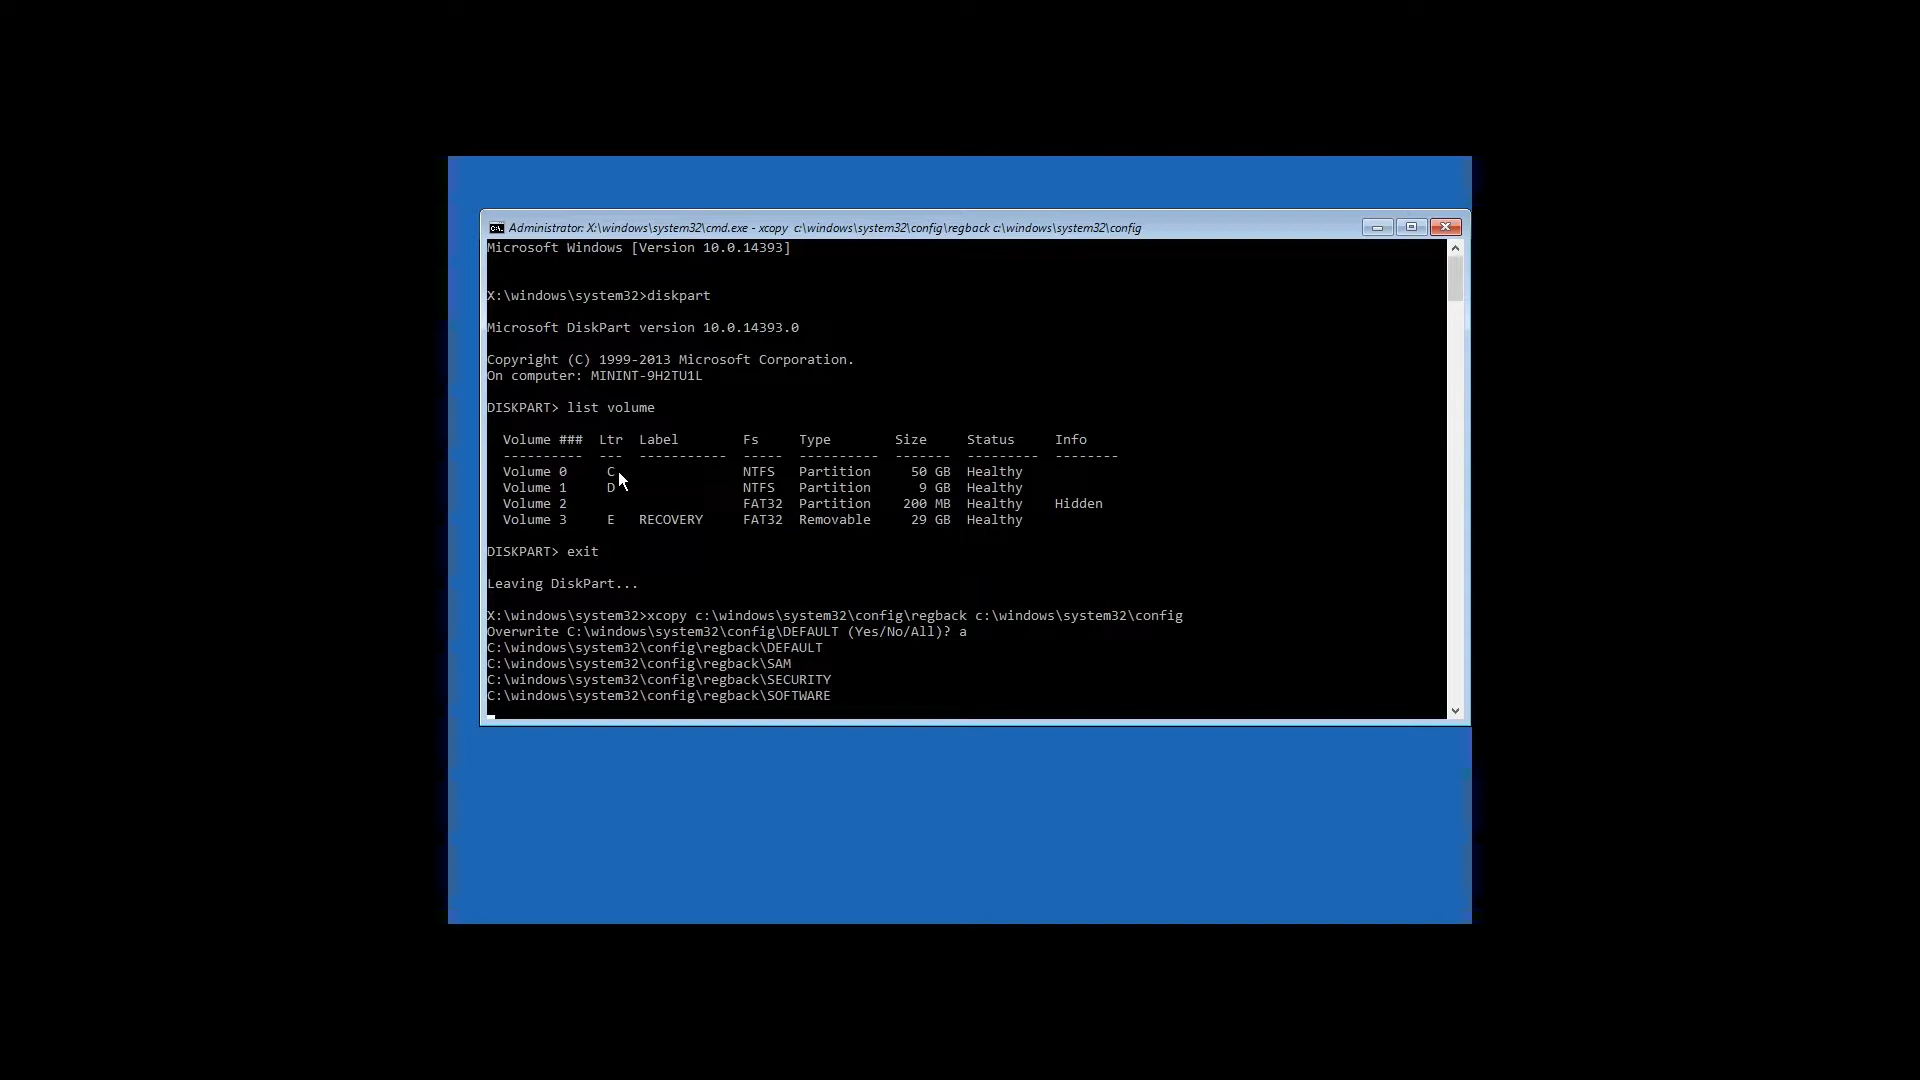 Administrator: X:\windows\system32\cmd.exe - xcopy  c:\windows\system32\config\regback c:\windows\system32\config
Microsoft Windows [Version 10.0.14393]
X:\windows\system32>diskpart
Microsoft DiskPart version 10.0.14393.0
Copyright (C) 1999-2013 Microsoft Corporation.
On computer: MININT-9H2TU1L
DISKPART> list volume
  Volume ###  Ltr  Label        Fs     Type        Size     Status     Info
  ----------  ---  -----------  -----  ----------  -------  ---------  --------
  Volume 0     C                NTFS   Partition     50 GB  Healthy
  Volume 1     D                NTFS   Partition      9 GB  Healthy
  Volume 2                      FAT32  Partition    200 MB  Healthy    Hidden
  Volume 3     E   RECOVERY     FAT32  Removable     29 GB  Healthy
DISKPART> exit
Leaving DiskPart...
X:\windows\system32>xcopy c:\windows\system32\config\regback c:\windows\system32\config
Overwrite C:\windows\system32\config\DEFAULT (Yes/No/All)? a
C:\windows\system32\config\regback\DEFAULT
C:\windows\system32\config\regback\SAM
C:\windows\system32\config\regback\SECURITY
C:\windows\system32\config\regback\SOFTWARE